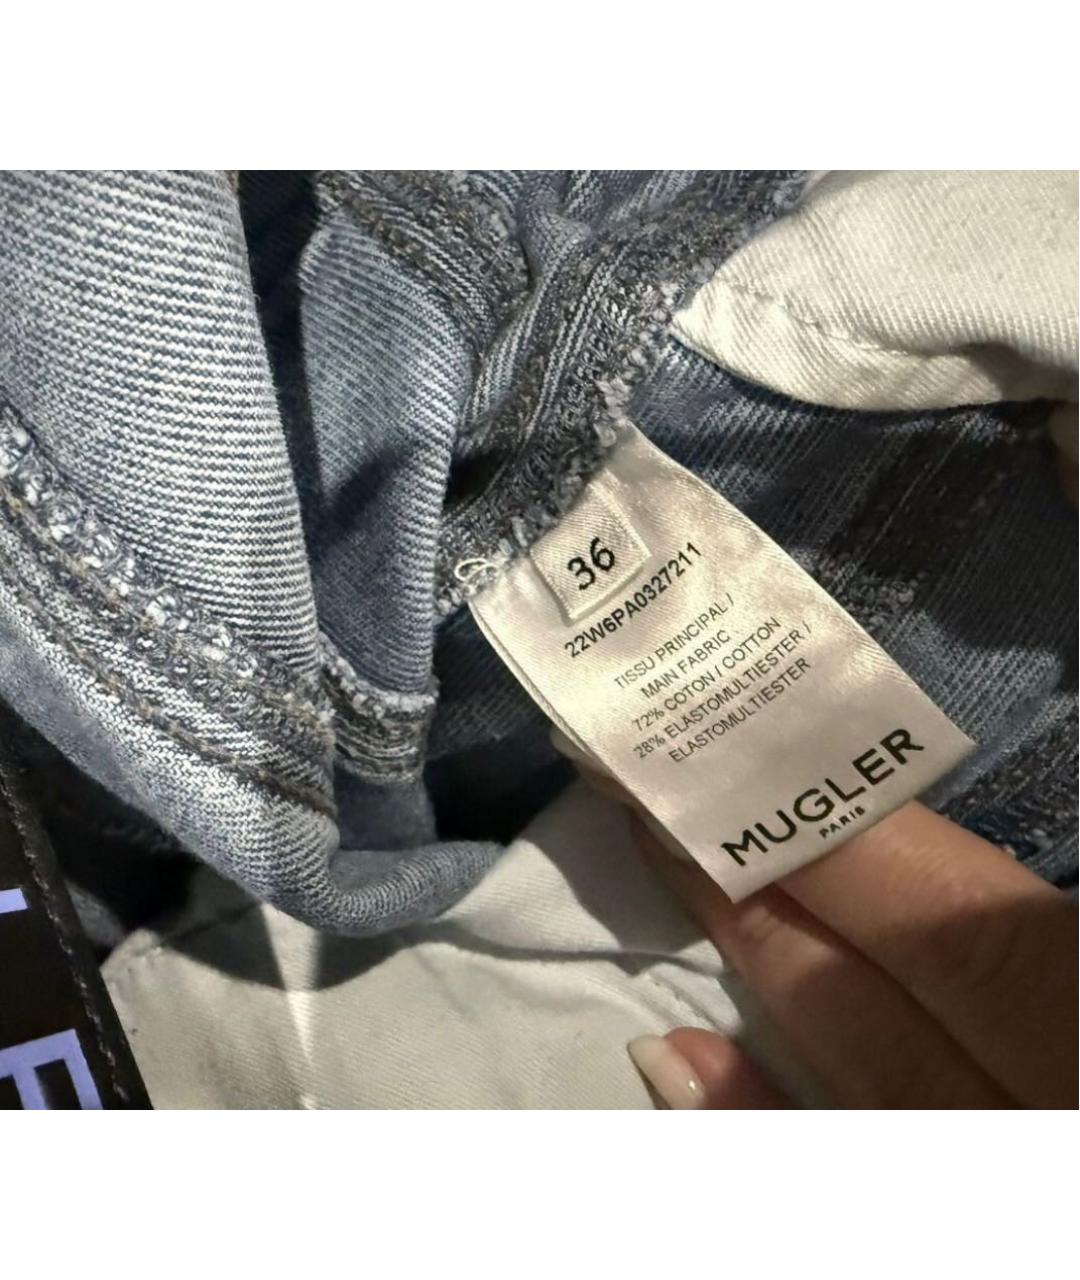 36
22W6PA0327211
TISSU PRINCIPAL /
MAIN FABRIC
72% COTON / COTTON
28% ELASTOMULTIESTER /
ELASTOMULTIESTER
MUGLER
PARIS